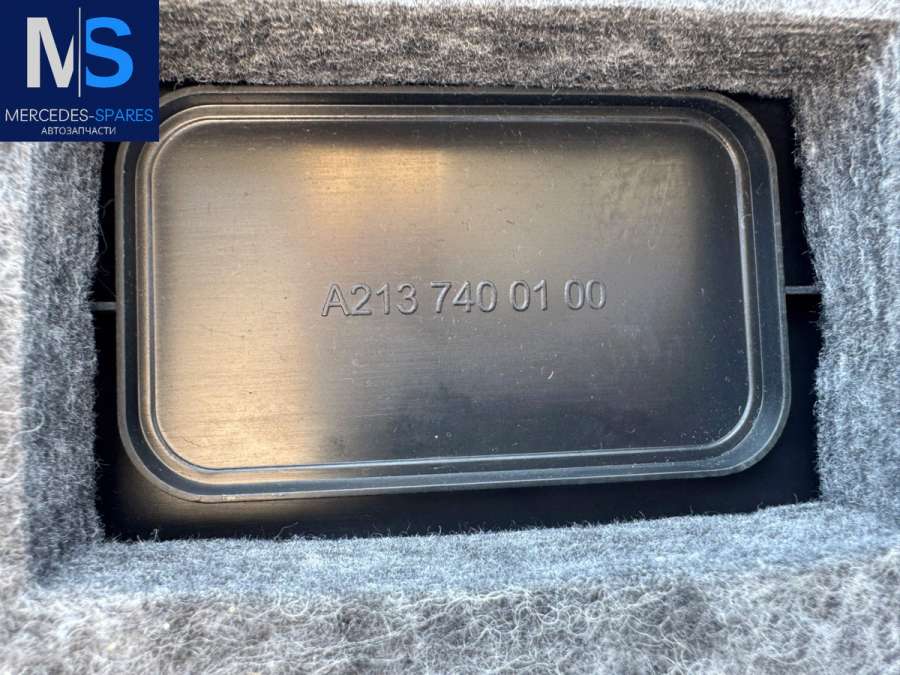 MS
MERCEDES-SPARES
АВТОЗАПЧАСТИ
A213 740 01 00